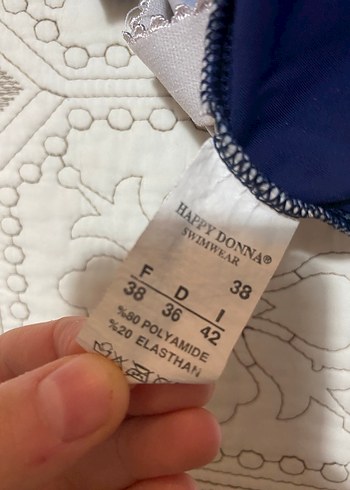 HAPPY DONNA®
SWIMWEAR
38
F D I
38 36 42
%80 POLYAMIDE
%20 ELASTHAN